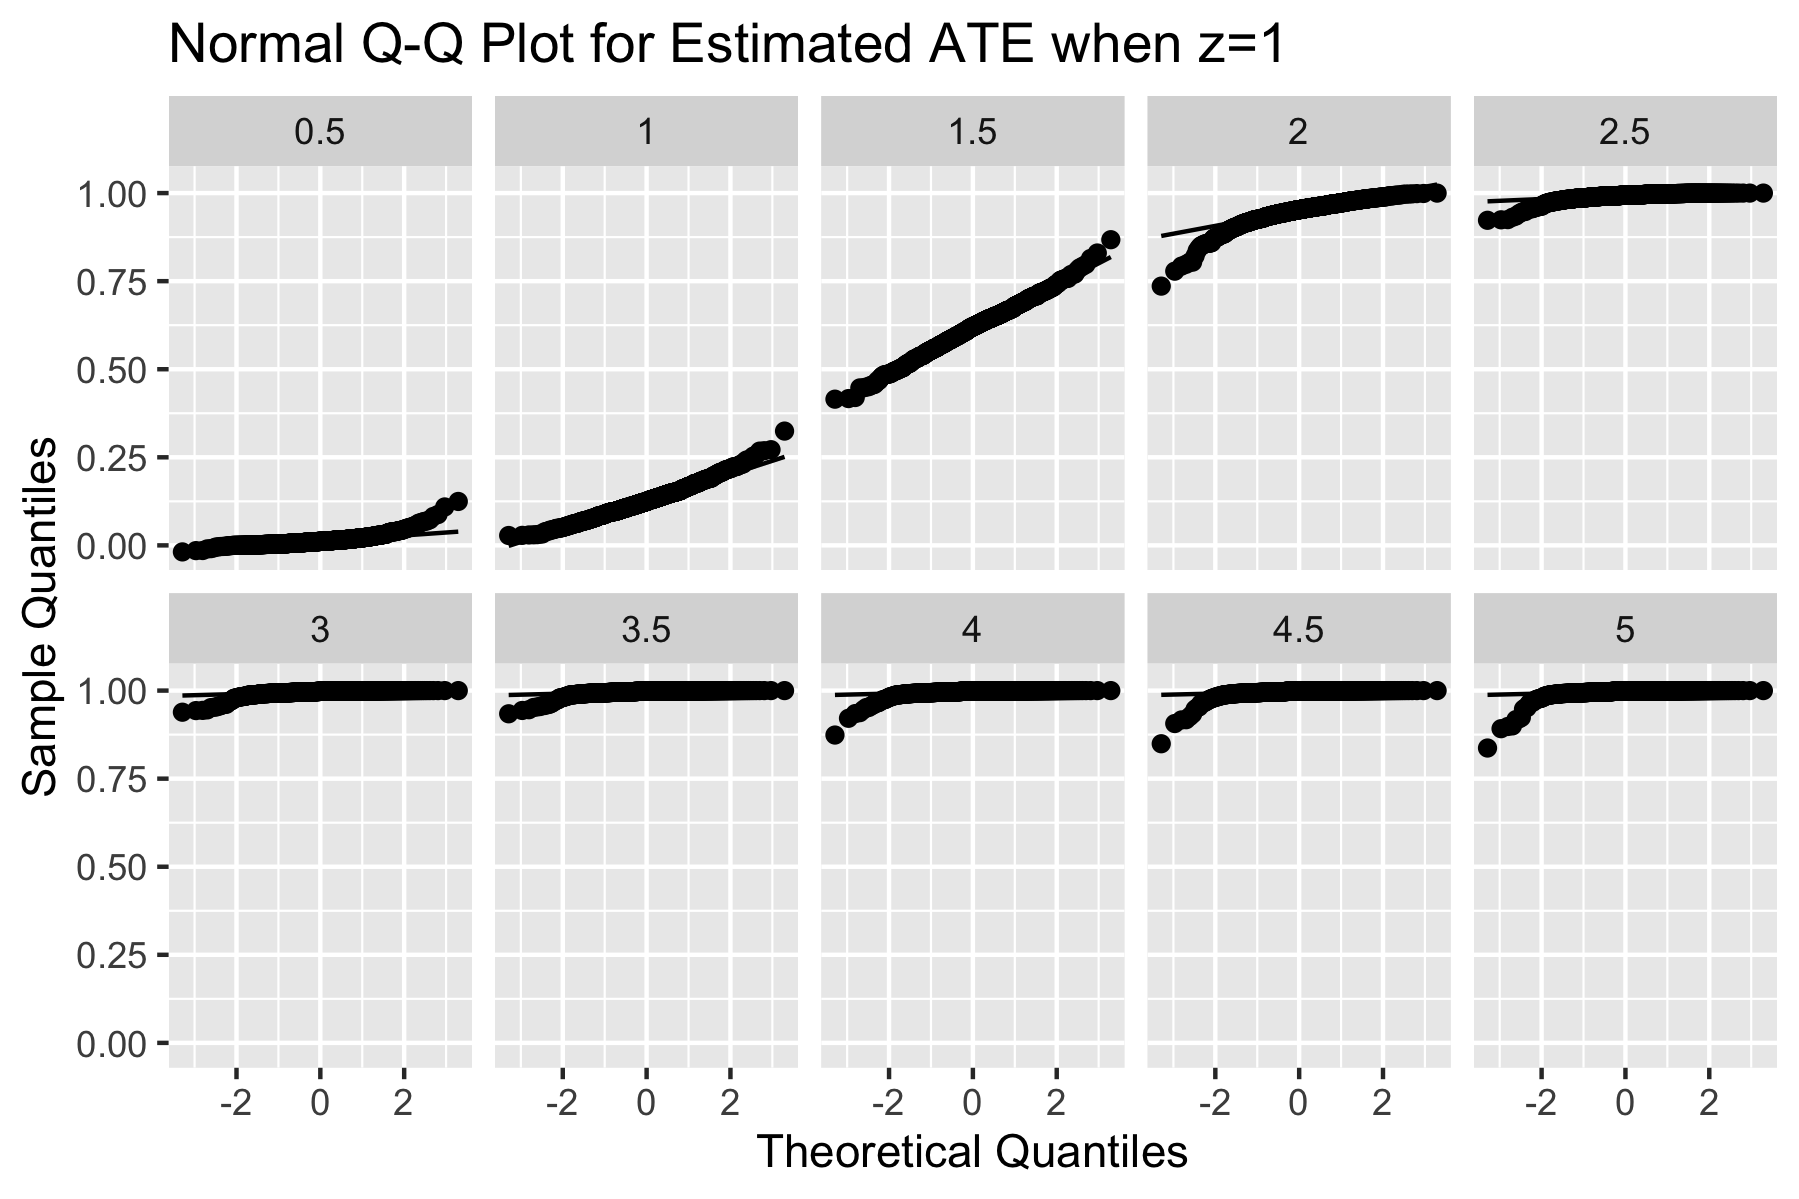 Normal Q-Q Plot for Estimated ATE when z=1
0.5 1 1.5 2 2.5
1.00
0.75
0.50
0.25
0.00
3 3.5 4 4.5 5
1.00
0.75
0.50
0.25
0.00
-2 0 2 -2 0 2 -2 0 2 -2 0 2 -2 0 2
Theoretical Quantiles
Sample Quantiles